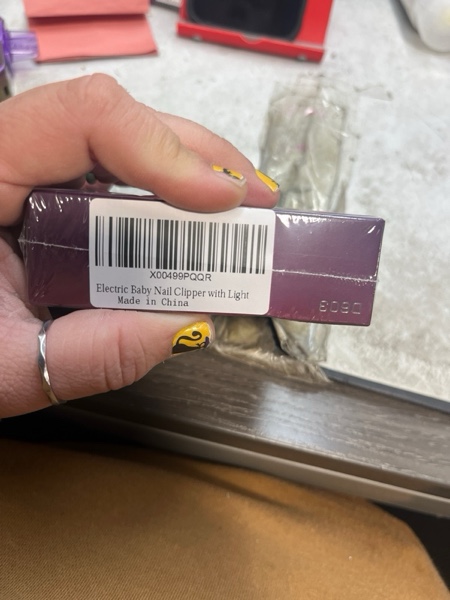 X00499PQQR
Electric Baby Nail Clipper with Light
Made in China